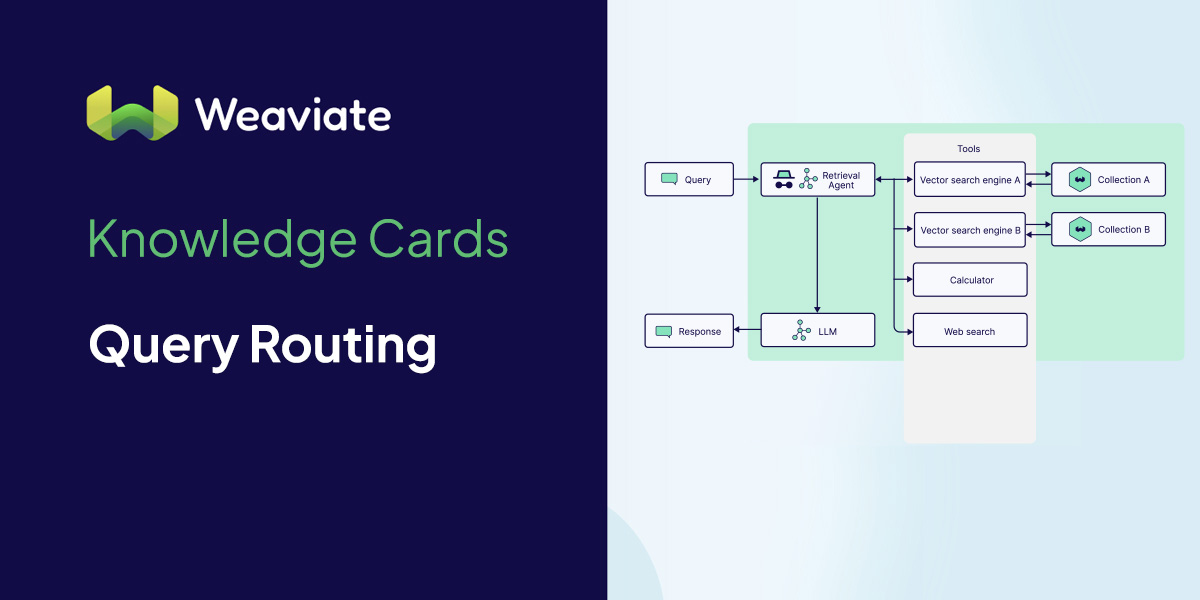 Weaviate
Knowledge Cards
Query Routing
Tools
Query
Retrieval
Agent
Vector search engine A
Collection A
Vector search engine B
Collection B
Calculator
Response
LLM
Web search